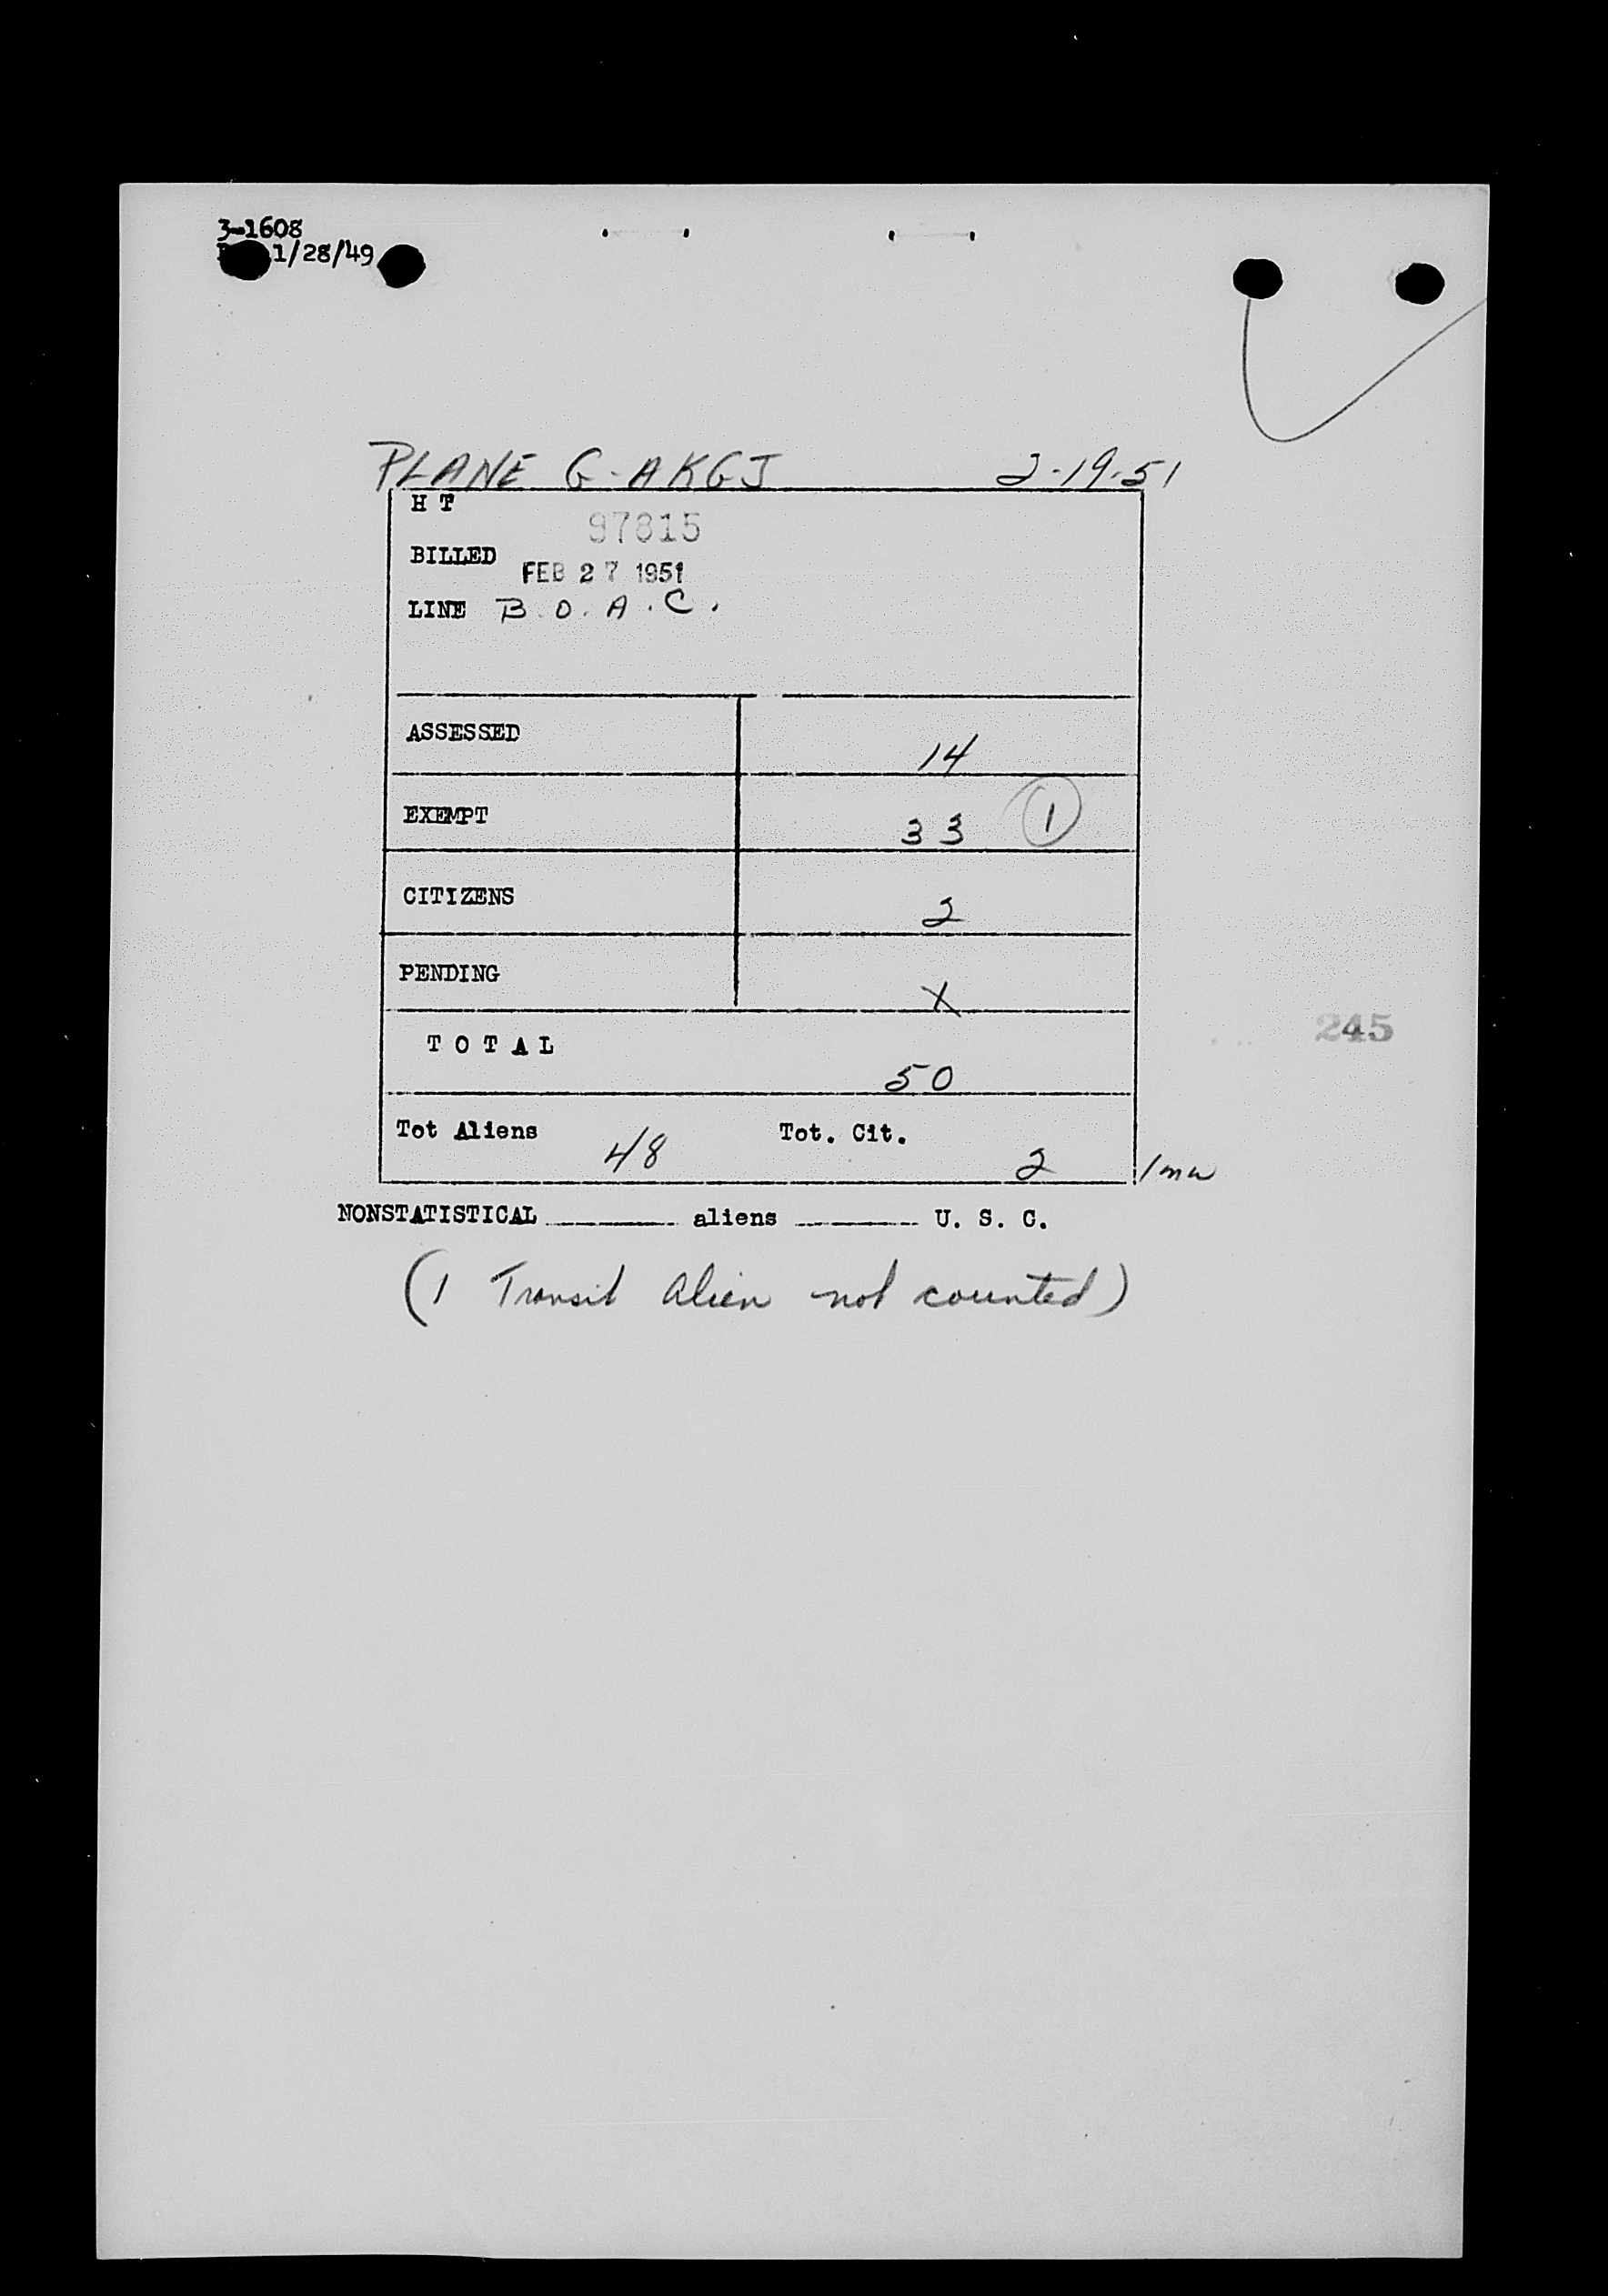 3-1608
1/28/49
PLANE G-AKGJ 2-19-51
H T
97815
BILLED
FEB 27 1951
LINE B.O.A.C.
ASSESSED 14
EXEMPT 33 1
CITIZENS 2
PENDING X
TOTAL 50
245
Tot Aliens 48 Tot. Cit. 2
NONSTATISTICAL aliens U. S. C.
(1 Transit Alien not counted)